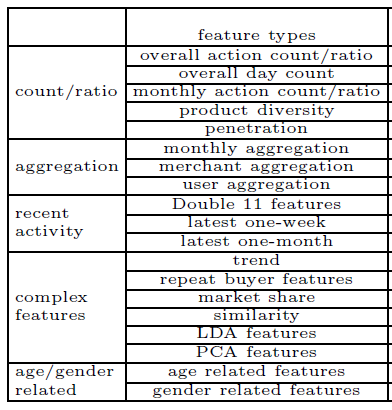 feature types
count/ratio
overall action count/ratio
overall day count
monthly action count/ratio
product diversity
penetration
aggregation
monthly aggregation
merchant aggregation
user aggregation
recent
activity
Double 11 features
latest one-week
latest one-month
complex
features
trend
repeat buyer features
market share
similarity
LDA features
PCA features
age/gender
related
age related features
gender related features